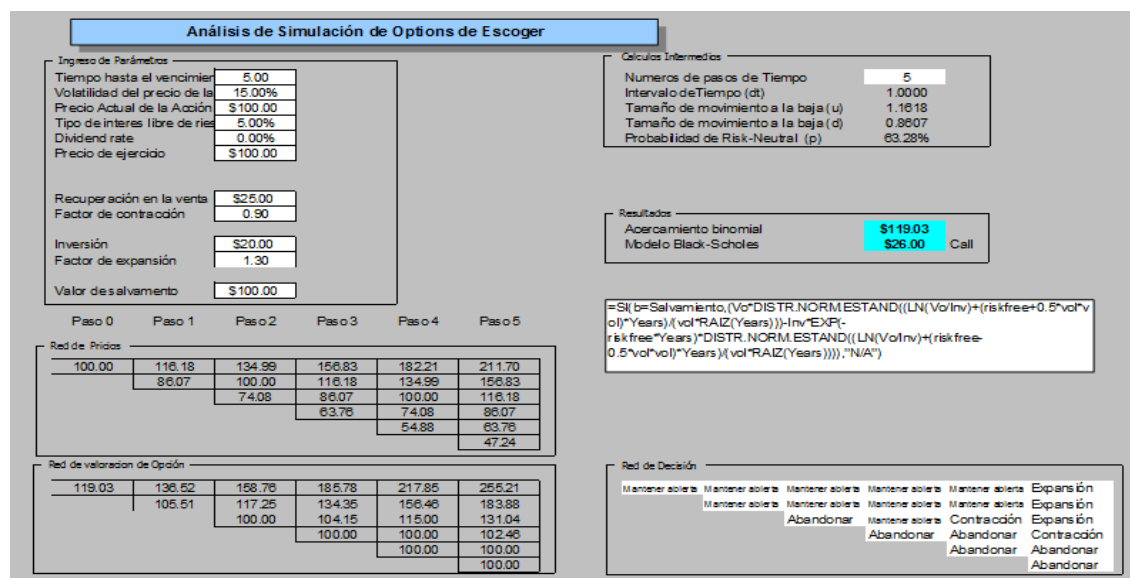 Análisis de Simulación de Options de Escoger
Ingreso de Parámetros
Tiempo hasta el vencimier 5.00
Volatilidad del precio de la 15.00%
Precio Actual de la Acción $100.00
Tipo de interes libre de ries 5.00%
Dividend rate 0.00%
Precio de ejercicio $100.00
Recuperación en la venta $25.00
Factor de contracción 0.90
Inversión $20.00
Factor de expansión 1.30
Valor de salvamento $100.00
Calculos Intermedios
Numeros de pasos de Tiempo 5
Intervalo de Tiempo (dt) 1.0000
Tamaño de movimiento a la baja (u) 1.1618
Tamaño de movimiento a la baja (d) 0.8607
Probabilidad de Risk-Neutral (p) 63.28%
Resultados
Acercamiento binomial $119.03
Modelo Black-Scholes $26.00 Call
=SI(b=Salvamiento,(Vo*DISTR.NORM.ESTAND((LN(Vo/Inv)+(riskfree+0.5*vol*v
ol)*Years)/(vol*RAIZ(Years)))-Inv*EXP(-
riskfree*Years)*DISTR.NORM.ESTAND((LN(Vo/Inv)+(riskfree-
0.5*vol*vol)*Years)/(vol*RAIZ(Years)))),"N/A")
Paso 0 Paso 1 Paso 2 Paso 3 Paso 4 Paso 5
Red de Pricios
100.00 116.18 134.99 156.83 182.21 211.70
86.07 100.00 116.18 134.99 156.83
74.08 86.07 100.00 116.18
63.76 74.08 86.07
54.88 63.76
47.24
Red de valoracion de Opción
119.03 136.52 158.76 185.78 217.85 255.21
105.51 117.25 134.35 156.46 183.88
100.00 104.15 115.00 131.04
100.00 100.00 102.46
100.00 100.00
100.00
Red de Decisión
Mantener abierta Mantener abierta Mantener abierta Mantener abierta Mantener abierta Expansión
Mantener abierta Mantener abierta Mantener abierta Mantener abierta Expansión
Abandonar Mantener abierta Contracción Expansión
Abandonar Abandonar Contracción
Abandonar Abandonar
Abandonar